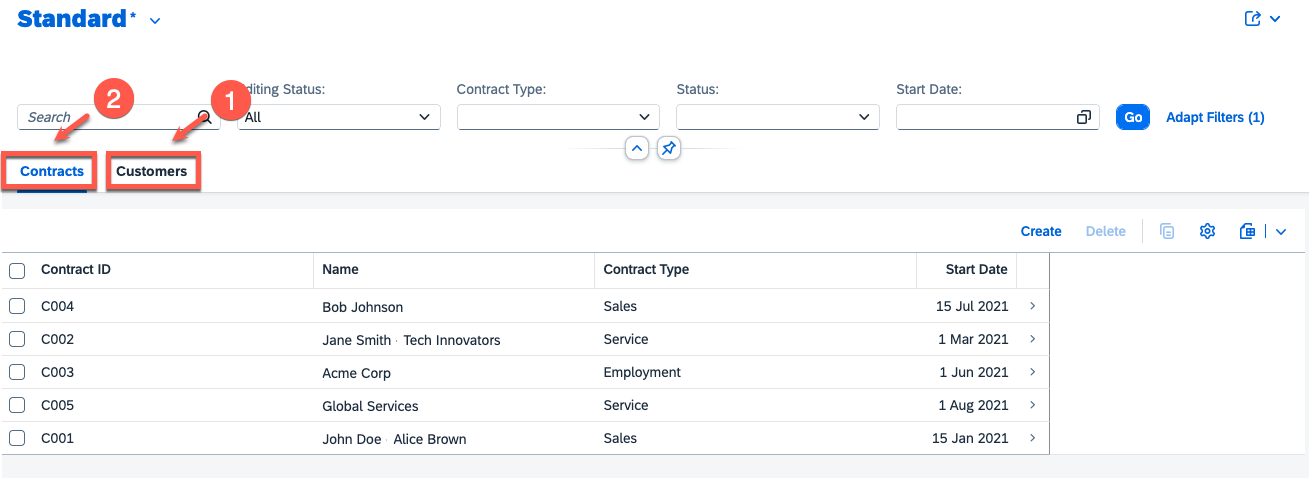 Standard*
2
1
diting Status:
Contract Type:
Status:
Start Date:
Search
All
Go
Adapt Filters (1)
Contracts
Customers
Create
Delete
Contract ID Name Contract Type Start Date
C004 Bob Johnson Sales 15 Jul 2021
C002 Jane Smith · Tech Innovators Service 1 Mar 2021
C003 Acme Corp Employment 1 Jun 2021
C005 Global Services Service 1 Aug 2021
C001 John Doe · Alice Brown Sales 15 Jan 2021